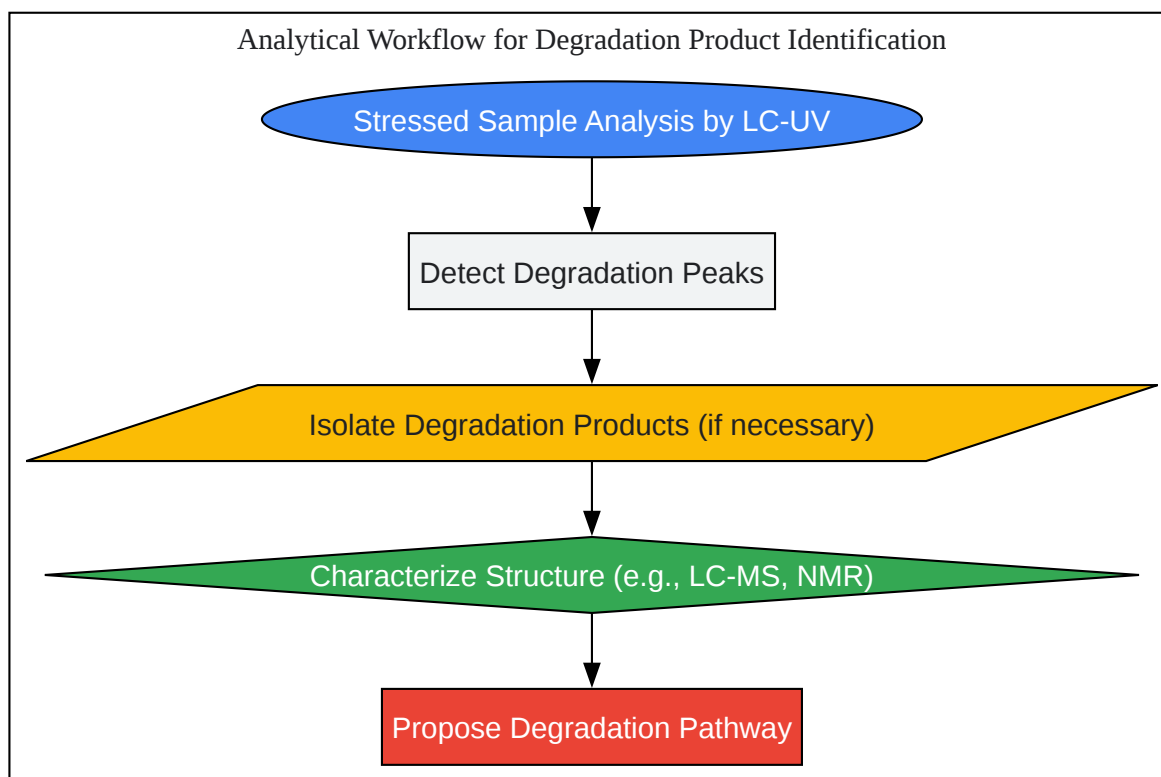 Analytical Workflow for Degradation Product Identification
Stressed Sample Analysis by LC-UV
Detect Degradation Peaks
Isolate Degradation Products (if necessary)
Characterize Structure (e.g., LC-MS, NMR)
Propose Degradation Pathway